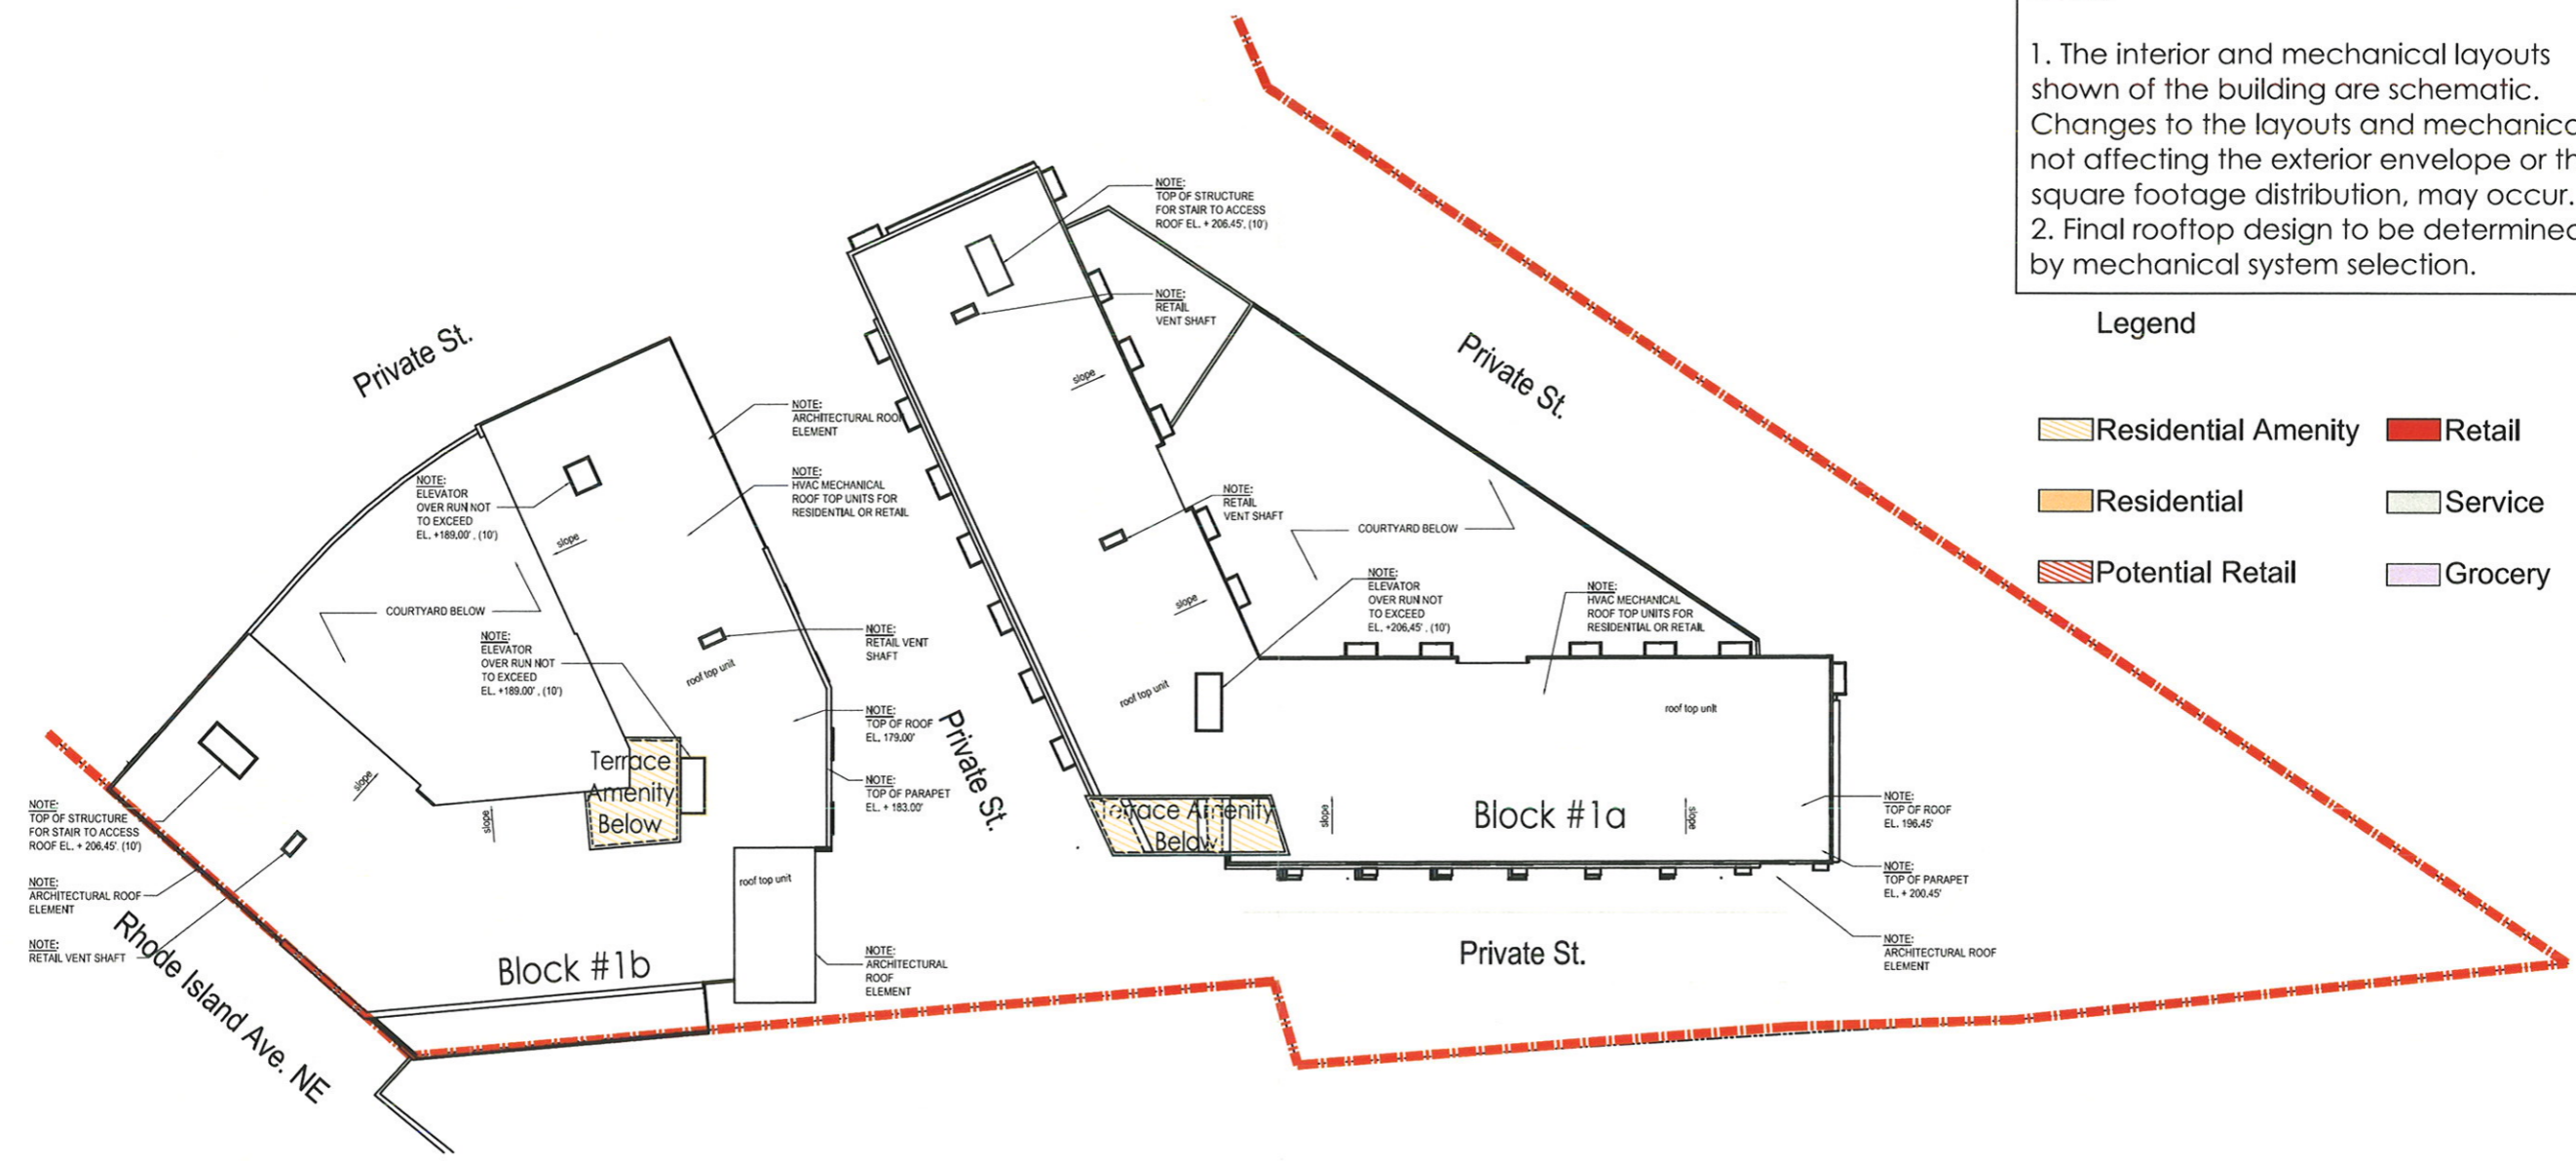 1. The interior and mechanical layouts
shown of the building are schematic.
Changes to the layouts and mechanic
not affecting the exterior envelope or th
square footage distribution, may occur.
2. Final rooftop design to be determined
by mechanical system selection.
Legend
Residential Amenity
Retail
Residential
Service
Potential Retail
Grocery
Private St.
NOTE:
TOP OF STRUCTURE
FOR STAIR TO ACCESS
ROOF EL. + 206.45', (10')
NOTE:
RETAIL
VENT SHAFT
slope
Private St.
NOTE:
ARCHITECTURAL ROOF
ELEMENT
NOTE:
HVAC MECHANICAL
ROOF TOP UNITS FOR
RESIDENTIAL OR RETAIL
NOTE:
ELEVATOR
OVER RUN NOT
TO EXCEED
EL. +189.00' , (10')
slope
NOTE:
RETAIL
VENT SHAFT
COURTYARD BELOW
NOTE:
ELEVATOR
OVER RUN NOT
TO EXCEED
EL. +206.45' , (10')
NOTE:
HVAC MECHANICAL
ROOF TOP UNITS FOR
RESIDENTIAL OR RETAIL
slope
COURTYARD BELOW
NOTE:
ELEVATOR
OVER RUN NOT
TO EXCEED
EL. +189.00' , (10')
NOTE:
RETAIL VENT
SHAFT
roof top unit
roof top unit
roof top unit
NOTE:
TOP OF ROOF
EL. 179.00'
Private St.
NOTE:
TOP OF PARAPET
EL. + 183.00'
Terrace
Amenity
Below
slope
slope
Terrace Amenity
Below
slope
Block #1a
slope
NOTE:
TOP OF ROOF
EL. 196.45'
NOTE:
TOP OF PARAPET
EL. + 200.45'
NOTE:
ARCHITECTURAL ROOF
ELEMENT
NOTE:
TOP OF STRUCTURE
FOR STAIR TO ACCESS
ROOF EL. + 206.45'. (10')
NOTE:
ARCHITECTURAL ROOF
ELEMENT
NOTE:
RETAIL VENT SHAFT
roof top unit
Rhode Island Ave. NE
Block #1b
NOTE:
ARCHITECTURAL
ROOF
ELEMENT
Private St.